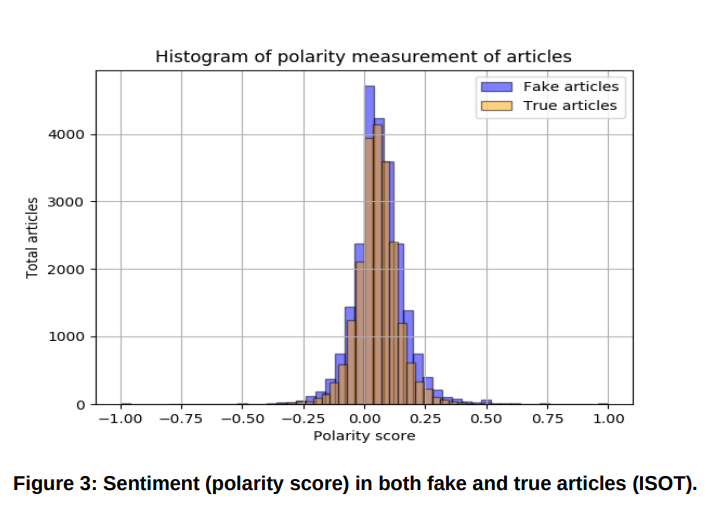 Histogram of polarity measurement of articles
Fake articles
True articles
Total articles
4000
3000
2000
1000
0
−1.00 −0.75 −0.50 −0.25 0.00 0.25 0.50 0.75 1.00
Polarity score
Figure 3: Sentiment (polarity score) in both fake and true articles (ISOT).